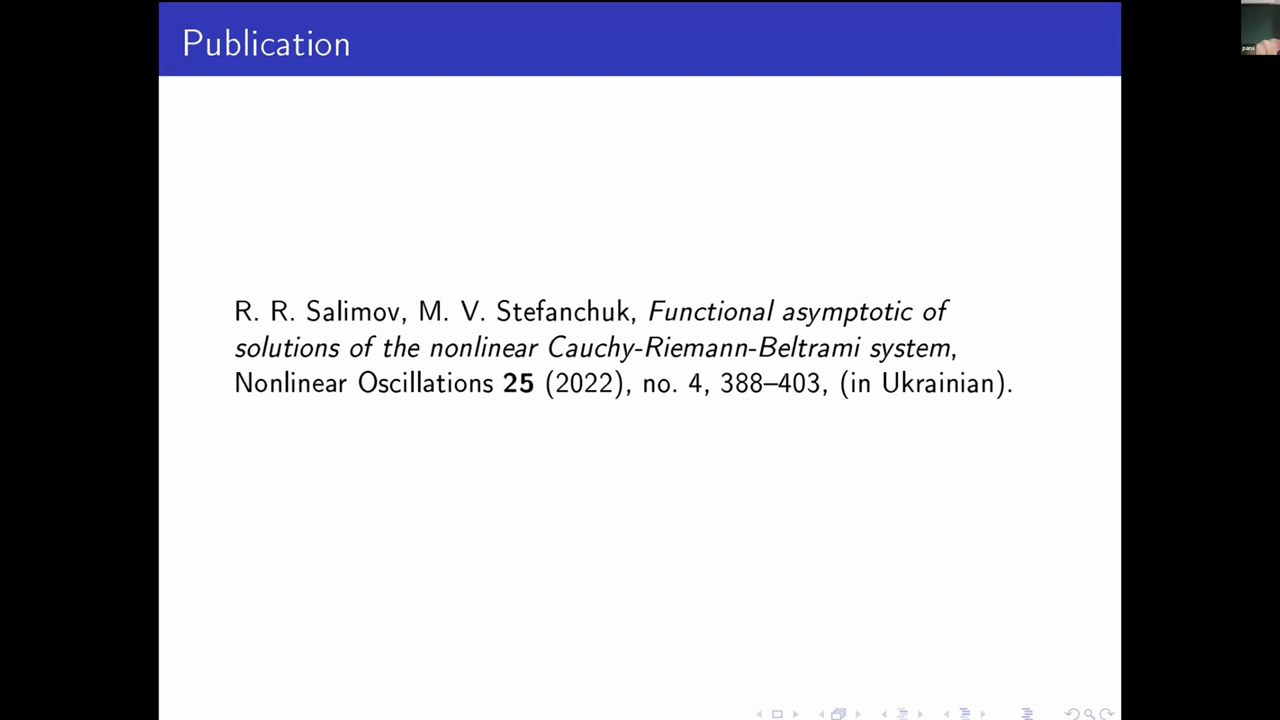 Publication
R. R. Salimov, M. V. Stefanchuk, Functional asymptotic of
solutions of the nonlinear Cauchy-Riemann-Beltrami system,
Nonlinear Oscillations 25 (2022), no. 4, 388–403, (in Ukrainian).